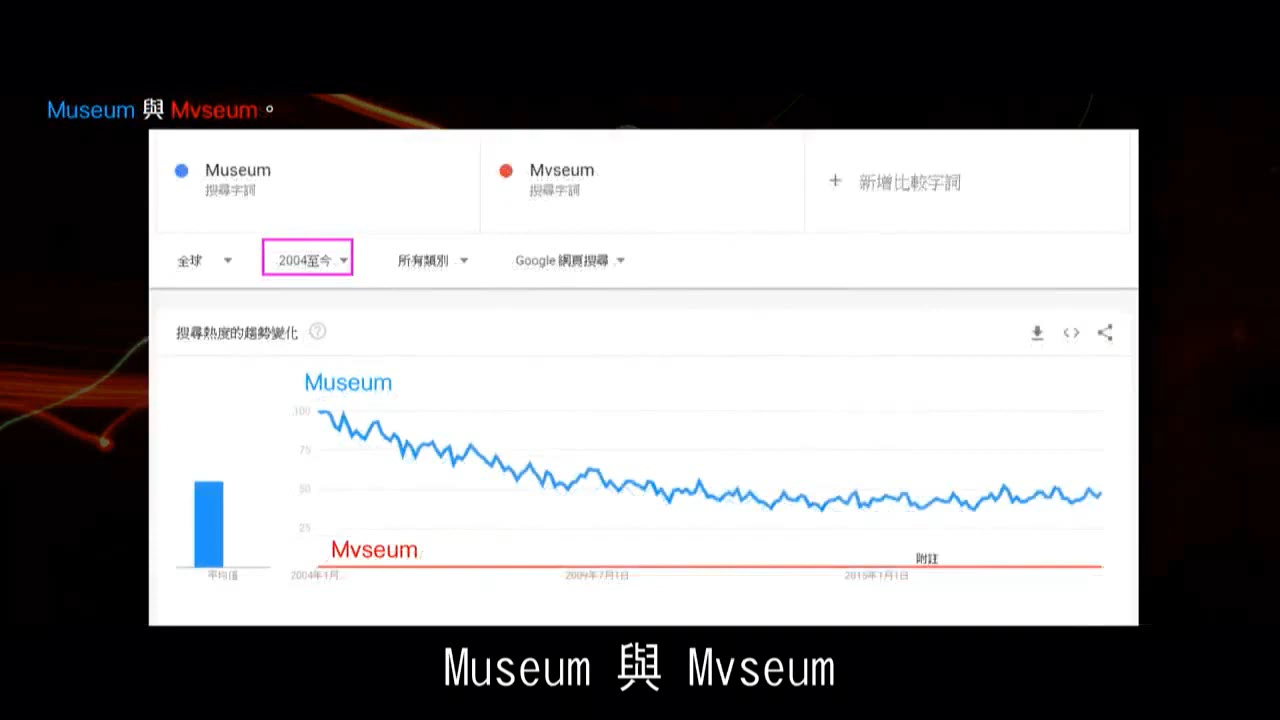 Museum 與 Mvseum。
Museum
搜尋字詞
Mvseum
搜尋字詞
+ 新增比較字詞
全球
2004至今
所有類別
Google 網頁搜尋
搜尋熱度的趨勢變化
Museum
100
75
50
25
Mvseum
附註
平均值
2004年1月...
2009年7月1日
2015年1月1日
Museum 與 Mvseum